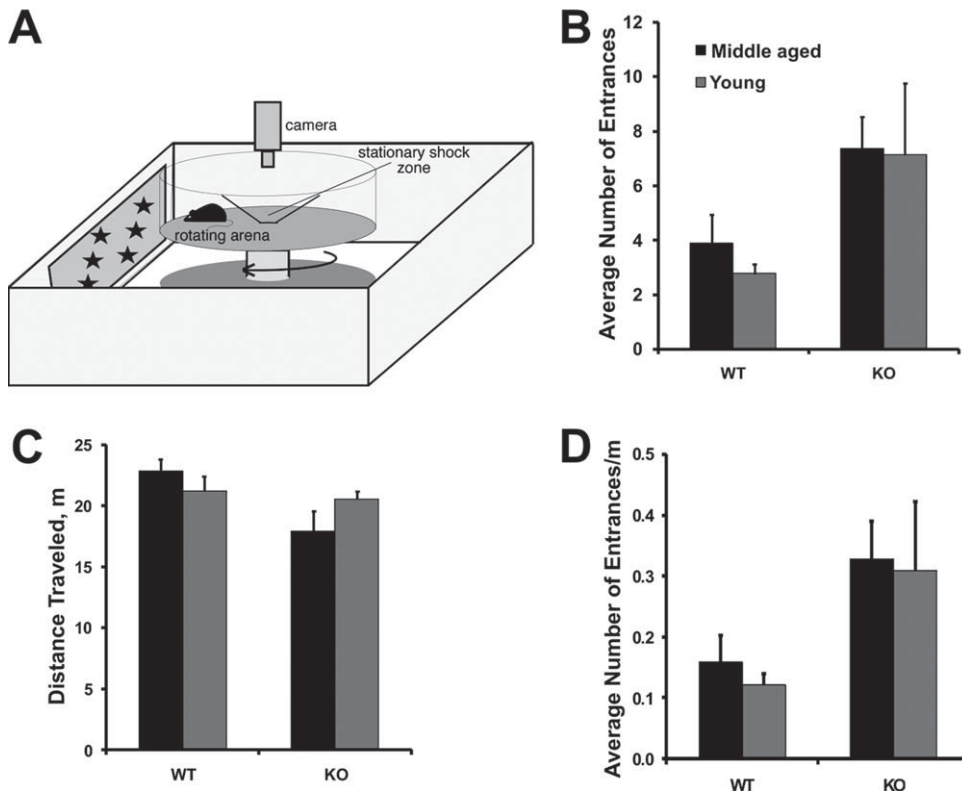 A
camera
stationary shock
zone
rotating arena
B
Average Number of Entrances
12
10
8
6
4
2
0
Middle aged
Young
WT
KO
C
Distance Traveled, m
25
20
15
10
5
0
WT
KO
D
Average Number of Entrances/m
0.5
0.4
0.3
0.2
0.1
0.0
WT
KO